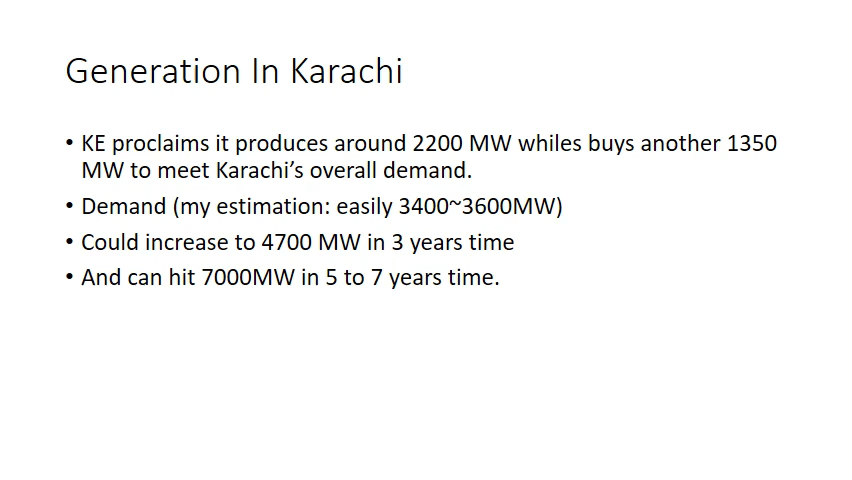 Generation In Karachi
• KE proclaims it produces around 2200 MW whiles buys another 1350
MW to meet Karachi’s overall demand.
• Demand (my estimation: easily 3400~3600MW)
• Could increase to 4700 MW in 3 years time
• And can hit 7000MW in 5 to 7 years time.